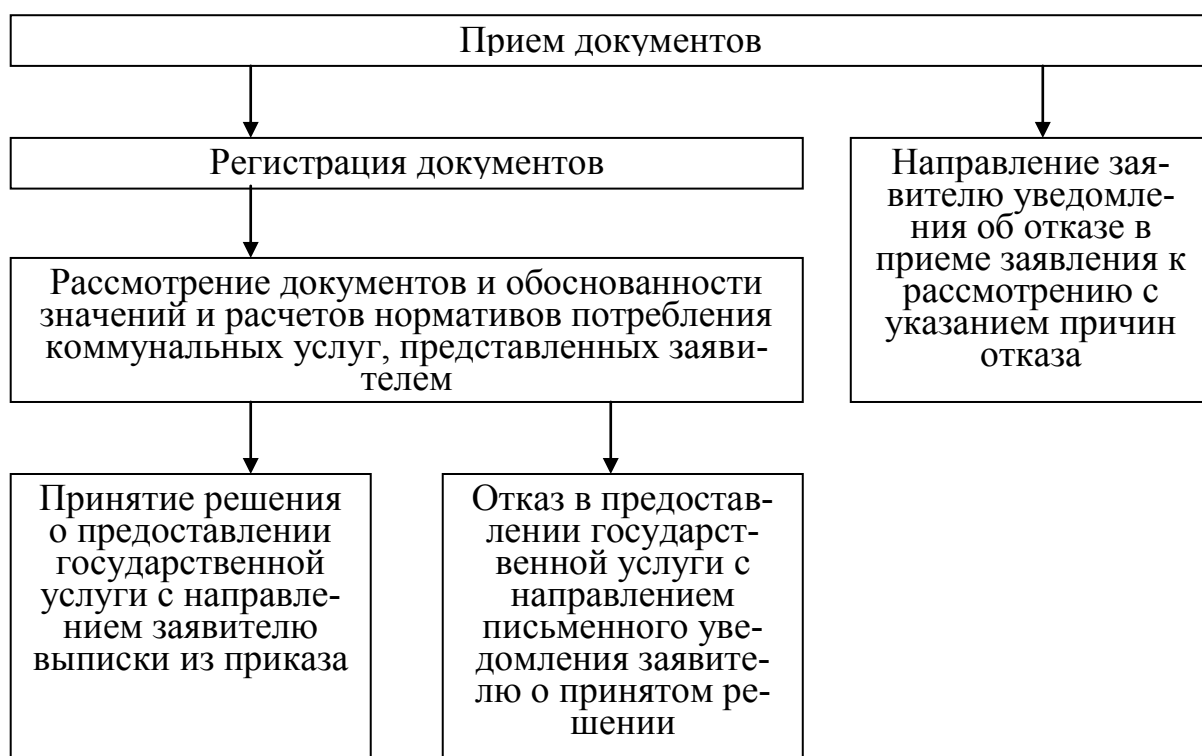 Прием документов
Регистрация документов
Направление зая-
вителю уведомле-
ния об отказе в
приеме заявления к
рассмотрению с
указанием причин
отказа
Рассмотрение документов и обоснованности
значений и расчетов нормативов потребления
коммунальных услуг, представленных заяви-
телем
Принятие решения
о предоставлении
государственной
услуги с направле-
нием заявителю
выписки из приказа
Отказ в предостав-
лении государст-
венной услуги с
направлением
письменного уве-
домления заявите-
лю о принятом ре-
шении